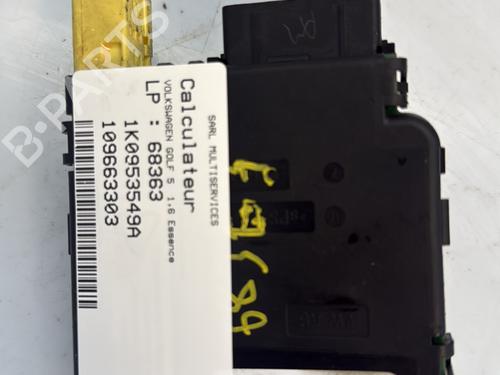 SARL MULTISERVICES
Calculateur
VOLKSWAGEN GOLF 5 1,6 Essence
LP : 68363
1K0953549A
109663303
B-PARTS